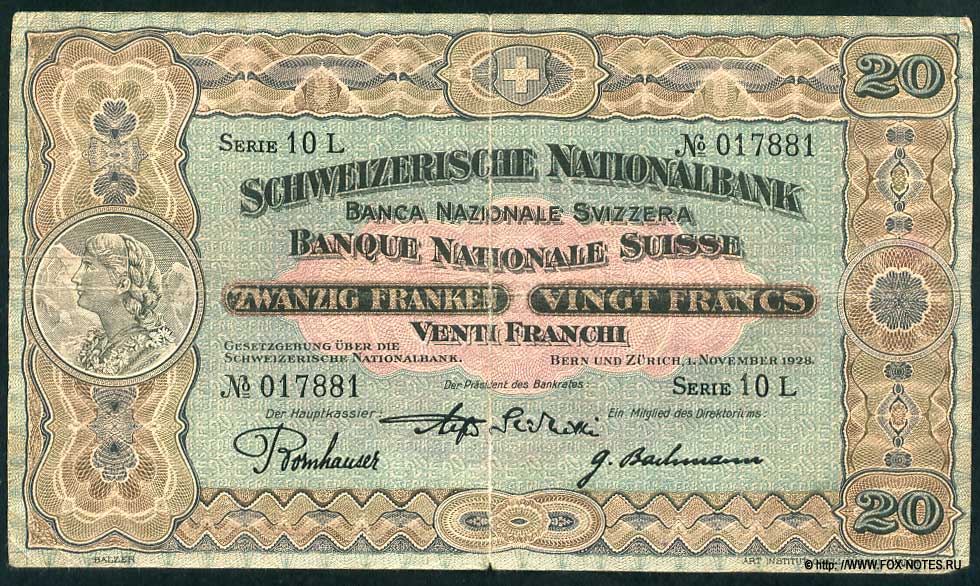 20
SERIE 10 L № 017881
SCHWEIZERISCHE NATIONALBANK
BANCA NAZIONALE SVIZZERA
BANQUE NATIONALE SUISSE
ZWANZIG FRANKEN VINGT FRANCS
VENTI FRANCHI
GESETZGEBUNG ÜBER DIE
SCHWEIZERISCHE NATIONALBANK.
BERN UND ZÜRICH, 1. NOVEMBER 1928.
№ 017881 Der Präsident des Bankrates: SERIE 10 L
Der Hauptkassier: Ein Mitglied des Direktoriums:
Bornhauser G. Bachmann
20
BALZER ART. INSTITUT
© http://WWW.FOX-NOTES.RU